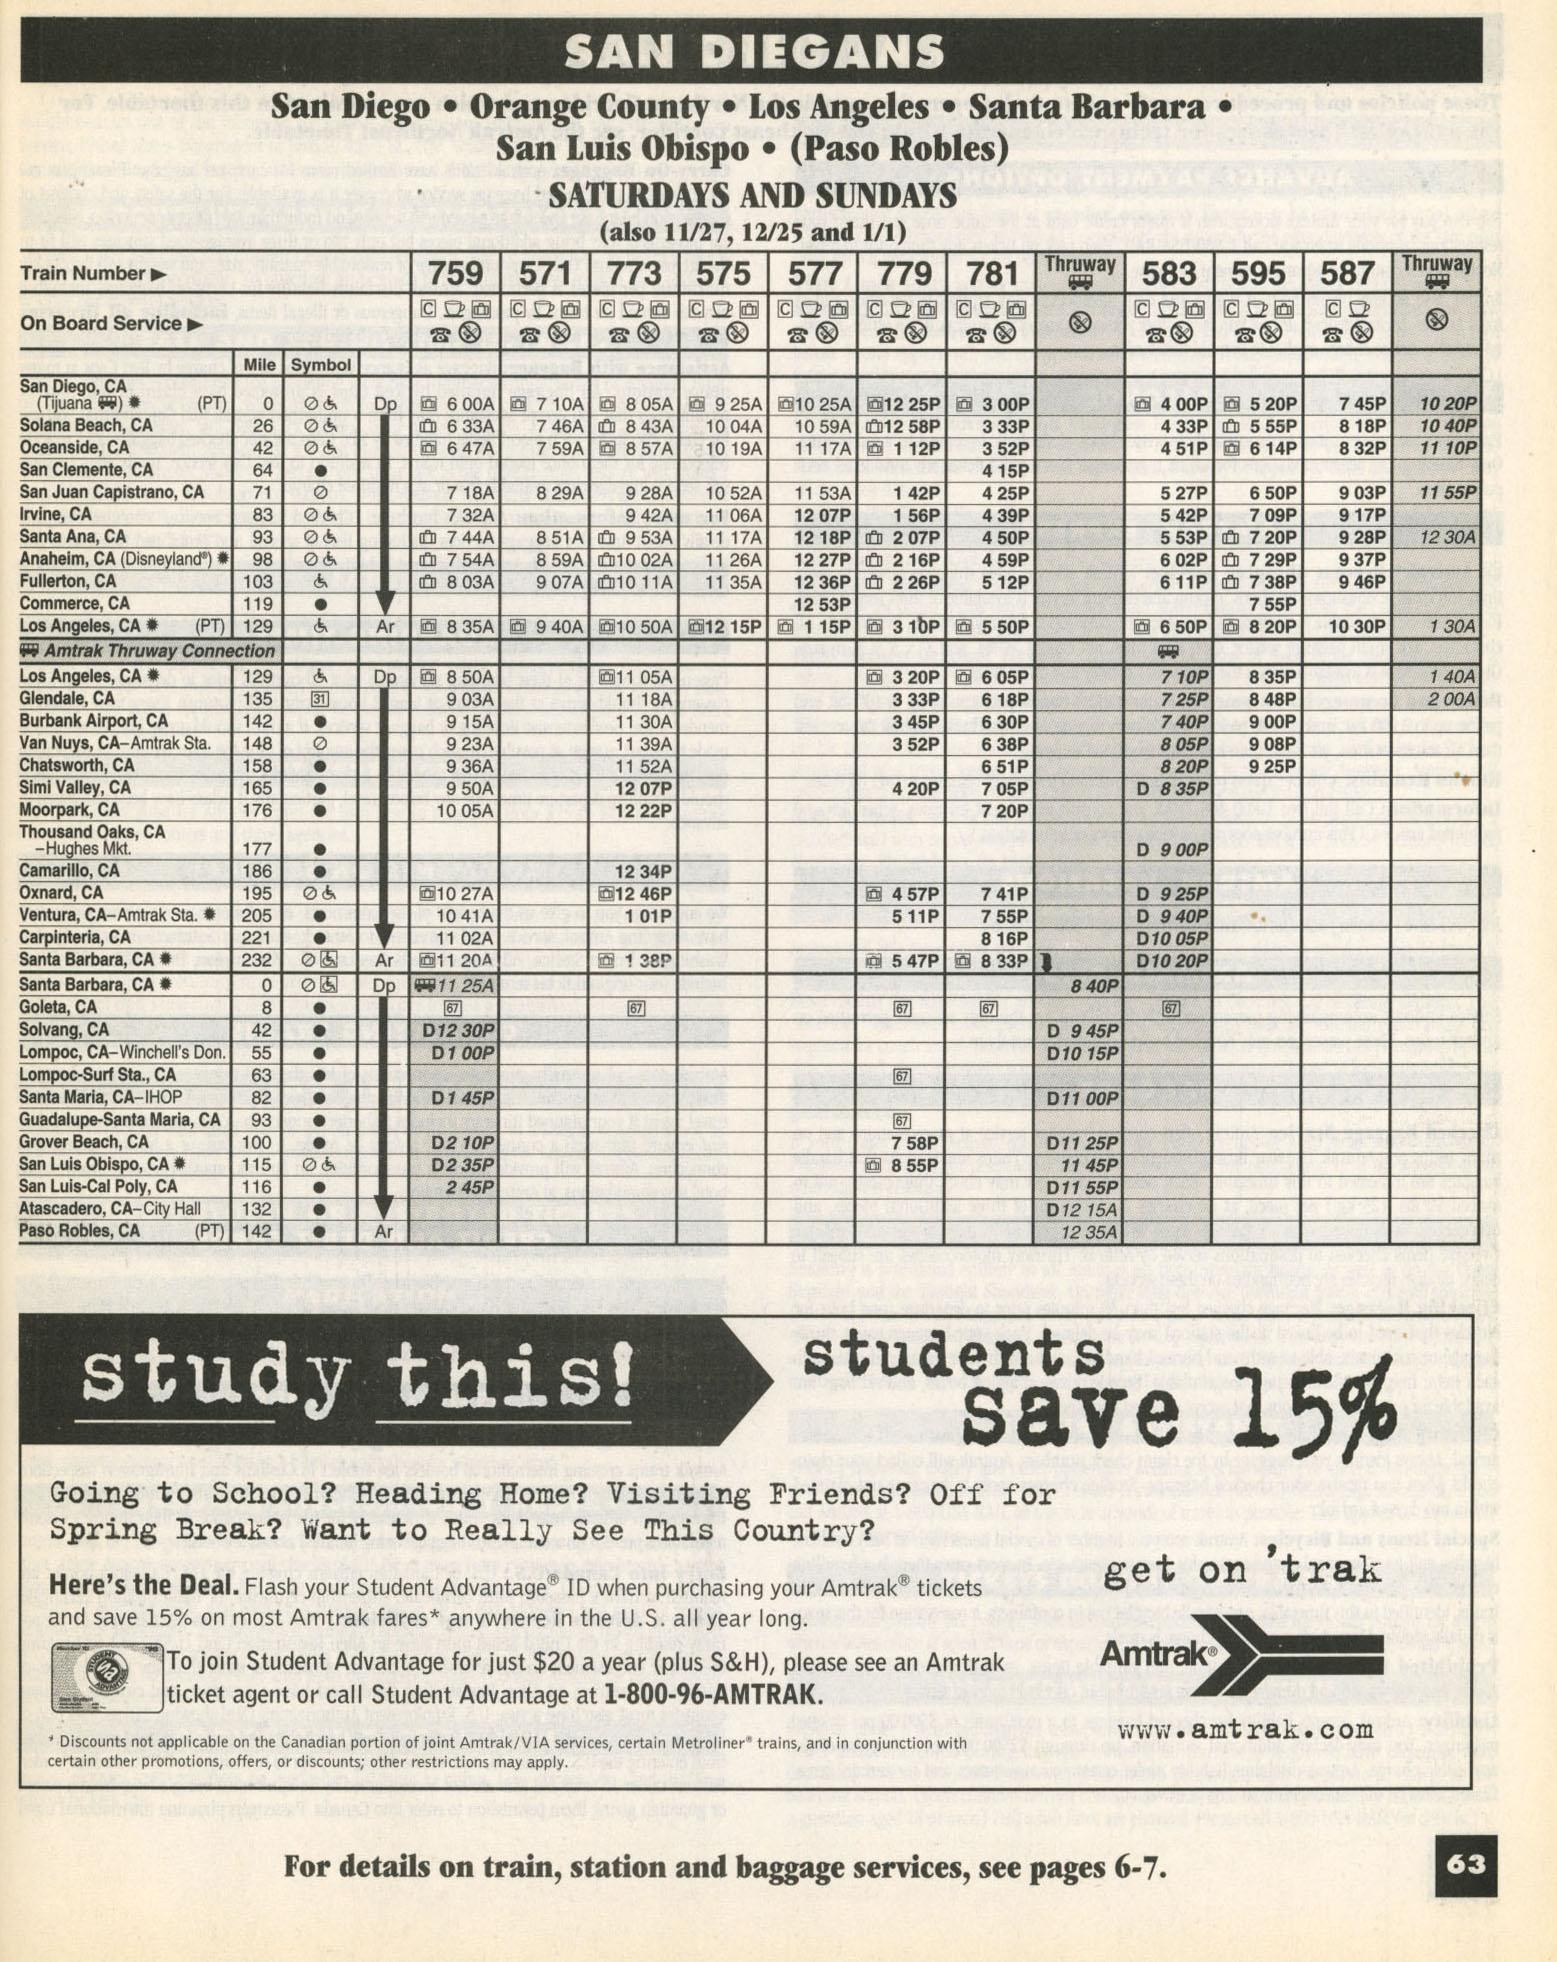 SAN DIEGANS
San Diego • Orange County • Los Angeles • Santa Barbara •
San Luis Obispo • (Paso Robles)
SATURDAYS AND SUNDAYS
(also 11/27, 12/25 and 1/1)
Train Number ► 759 571 773 575 577 779 781 Thruway 583 595 587 Thruway
On Board Service ► C C C C C C C C C C
Mile Symbol
San Diego, CA
(Tijuana) (PT) 0 Dp 6 00A 7 10A 8 05A 9 25A 10 25A 12 25P 3 00P 4 00P 5 20P 7 45P 10 20P
Solana Beach, CA 26 6 33A 7 46A 8 43A 10 04A 10 59A 12 58P 3 33P 4 33P 5 55P 8 18P 10 40P
Oceanside, CA 42 6 47A 7 59A 8 57A 10 19A 11 17A 1 12P 3 52P 4 51P 6 14P 8 32P 11 10P
San Clemente, CA 64 ● 4 15P
San Juan Capistrano, CA 71 7 18A 8 29A 9 28A 10 52A 11 53A 1 42P 4 25P 5 27P 6 50P 9 03P 11 55P
Irvine, CA 83 7 32A 9 42A 11 06A 12 07P 1 56P 4 39P 5 42P 7 09P 9 17P
Santa Ana, CA 93 7 44A 8 51A 9 53A 11 17A 12 18P 2 07P 4 50P 5 53P 7 20P 9 28P 12 30A
Anaheim, CA (Disneyland®) ✹ 98 7 54A 8 59A 10 02A 11 26A 12 27P 2 16P 4 59P 6 02P 7 29P 9 37P
Fullerton, CA 103 8 03A 9 07A 10 11A 11 35A 12 36P 2 26P 5 12P 6 11P 7 38P 9 46P
Commerce, CA 119 ● 12 53P 7 55P
Los Angeles, CA ✹ (PT) 129 Ar 8 35A 9 40A 10 50A 12 15P 1 15P 3 10P 5 50P 6 50P 8 20P 10 30P 1 30A
Amtrak Thruway Connection
Los Angeles, CA ✹ 129 Dp 8 50A 11 05A 3 20P 6 05P 7 10P 8 35P 1 40A
Glendale, CA 135 31 9 03A 11 18A 3 33P 6 18P 7 25P 8 48P 2 00A
Burbank Airport, CA 142 ● 9 15A 11 30A 3 45P 6 30P 7 40P 9 00P
Van Nuys, CA–Amtrak Sta. 148 9 23A 11 39A 3 52P 6 38P 8 05P 9 08P
Chatsworth, CA 158 ● 9 36A 11 52A 6 51P 8 20P 9 25P
Simi Valley, CA 165 ● 9 50A 12 07P 4 20P 7 05P D 8 35P
Moorpark, CA 176 ● 10 05A 12 22P 7 20P
Thousand Oaks, CA
–Hughes Mkt. 177 ● D 9 00P
Camarillo, CA 186 ● 12 34P
Oxnard, CA 195 10 27A 12 46P 4 57P 7 41P D 9 25P
Ventura, CA–Amtrak Sta. ✹ 205 ● 10 41A 1 01P 5 11P 7 55P D 9 40P
Carpinteria, CA 221 ● 11 02A 8 16P D10 05P
Santa Barbara, CA ✹ 232 Ar 11 20A 1 38P 5 47P 8 33P D10 20P
Santa Barbara, CA ✹ 0 Dp 11 25A 8 40P
Goleta, CA 8 ● 67 67 67 67 67
Solvang, CA 42 ● D12 30P D 9 45P
Lompoc, CA–Winchell's Don. 55 ● D1 00P D10 15P
Lompoc-Surf Sta., CA 63 ● 67
Santa Maria, CA–IHOP 82 ● D1 45P D11 00P
Guadalupe-Santa Maria, CA 93 ● 67
Grover Beach, CA 100 ● D2 10P 7 58P D11 25P
San Luis Obispo, CA ✹ 115 D2 35P 8 55P 11 45P
San Luis-Cal Poly, CA 116 ● 2 45P D11 55P
Atascadero, CA–City Hall 132 ● D12 15A
Paso Robles, CA (PT) 142 ● Ar 12 35A
study this!
students
save 15%
Going to School? Heading Home? Visiting Friends? Off for
Spring Break? Want to Really See This Country?
Here's the Deal. Flash your Student Advantage® ID when purchasing your Amtrak® tickets
and save 15% on most Amtrak fares* anywhere in the U.S. all year long.
To join Student Advantage for just $20 a year (plus S&H), please see an Amtrak
ticket agent or call Student Advantage at 1-800-96-AMTRAK.
* Discounts not applicable on the Canadian portion of joint Amtrak/VIA services, certain Metroliner® trains, and in conjunction with
certain other promotions, offers, or discounts; other restrictions may apply.
get on 'trak
Amtrak®
www.amtrak.com
For details on train, station and baggage services, see pages 6-7.
63